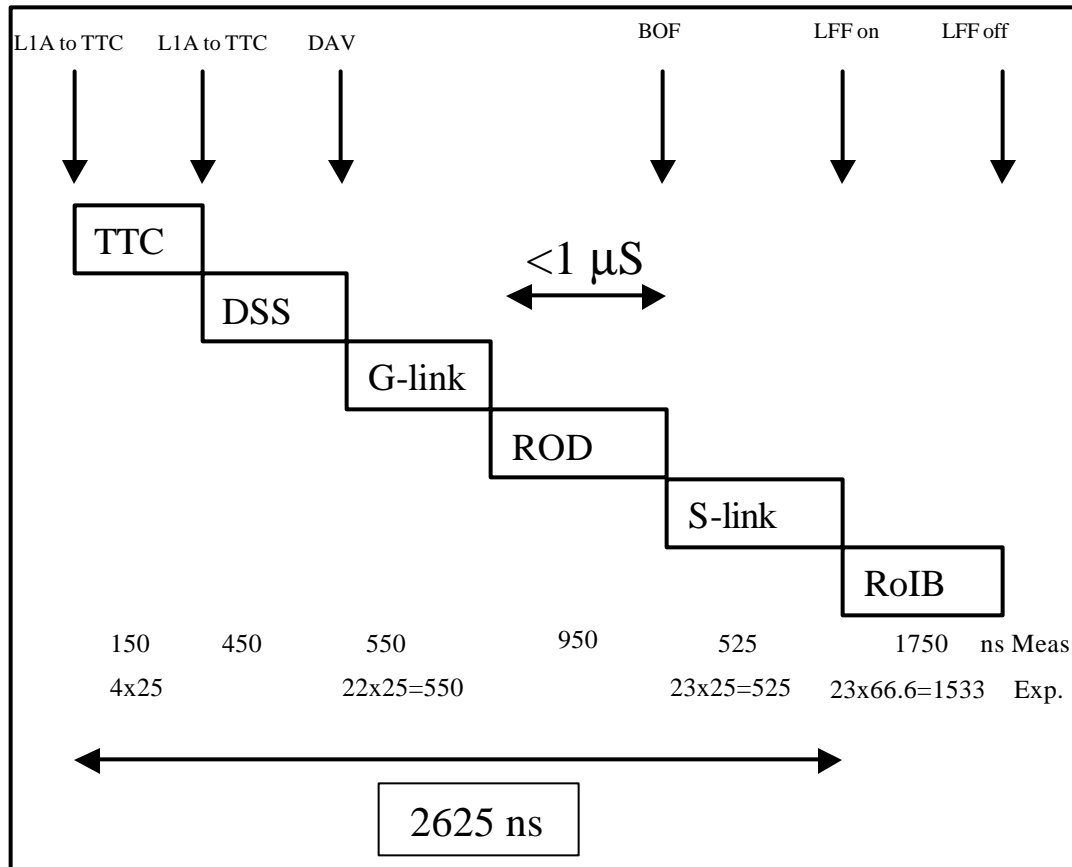 L1A to TTC L1A to TTC DAV BOF LFF on LFF off
TTC
<1 μS
DSS
G-link
ROD
S-link
RoIB
150 450 550 950 525 1750 ns Meas
4x25 22x25=550 23x25=525 23x66.6=1533 Exp.
2625 ns